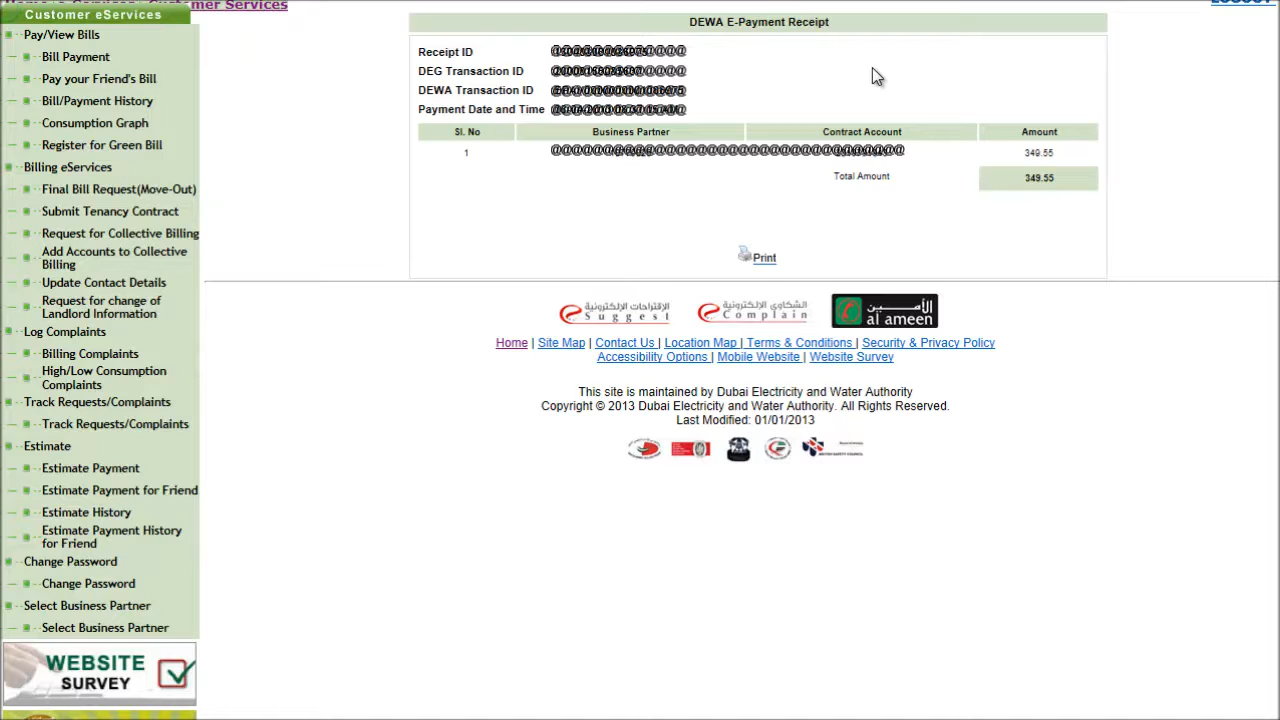 Customer Services
LOGOUT
Customer eServices
Pay/View Bills
Bill Payment
Pay your Friend's Bill
Bill/Payment History
Consumption Graph
Register for Green Bill
Billing eServices
Final Bill Request(Move-Out)
Submit Tenancy Contract
Request for Collective Billing
Add Accounts to Collective
Billing
Update Contact Details
Request for change of
Landlord Information
Log Complaints
Billing Complaints
High/Low Consumption
Complaints
Track Requests/Complaints
Track Requests/Complaints
Estimate
Estimate Payment
Estimate Payment for Friend
Estimate History
Estimate Payment History
for Friend
Change Password
Change Password
Select Business Partner
Select Business Partner
WEBSITE
SURVEY
DEWA E-Payment Receipt
Receipt ID
DEG Transaction ID
DEWA Transaction ID
Payment Date and Time
Sl. No Business Partner Contract Account Amount
1 349.55
Total Amount 349.55
Print
الإقتراحات الإلكترونية
Suggest
الشكاوي الإلكترونية
Complain
الأمين
al ameen
Home | Site Map | Contact Us | Location Map | Terms & Conditions | Security & Privacy Policy
Accessibility Options | Mobile Website | Website Survey
This site is maintained by Dubai Electricity and Water Authority
Copyright © 2013 Dubai Electricity and Water Authority. All Rights Reserved.
Last Modified: 01/01/2013